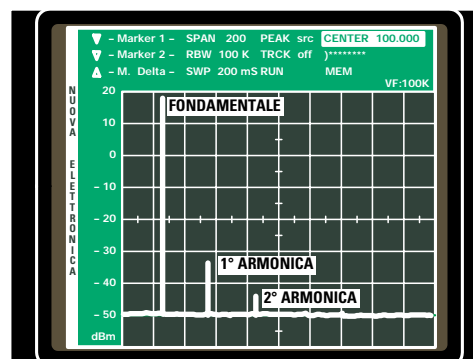 ▽ – Marker 1 – SPAN 200 PEAK src CENTER 100.000
▽ – Marker 2 – RBW 100 K TRCK off )********
△ – M. Delta – SWP 200 mS RUN MEM
VF:100K
NUOVA ELETTRONICA
20
10
0
– 10
– 20
– 30
– 40
– 50
dBm
FONDAMENTALE
1° ARMONICA
2° ARMONICA